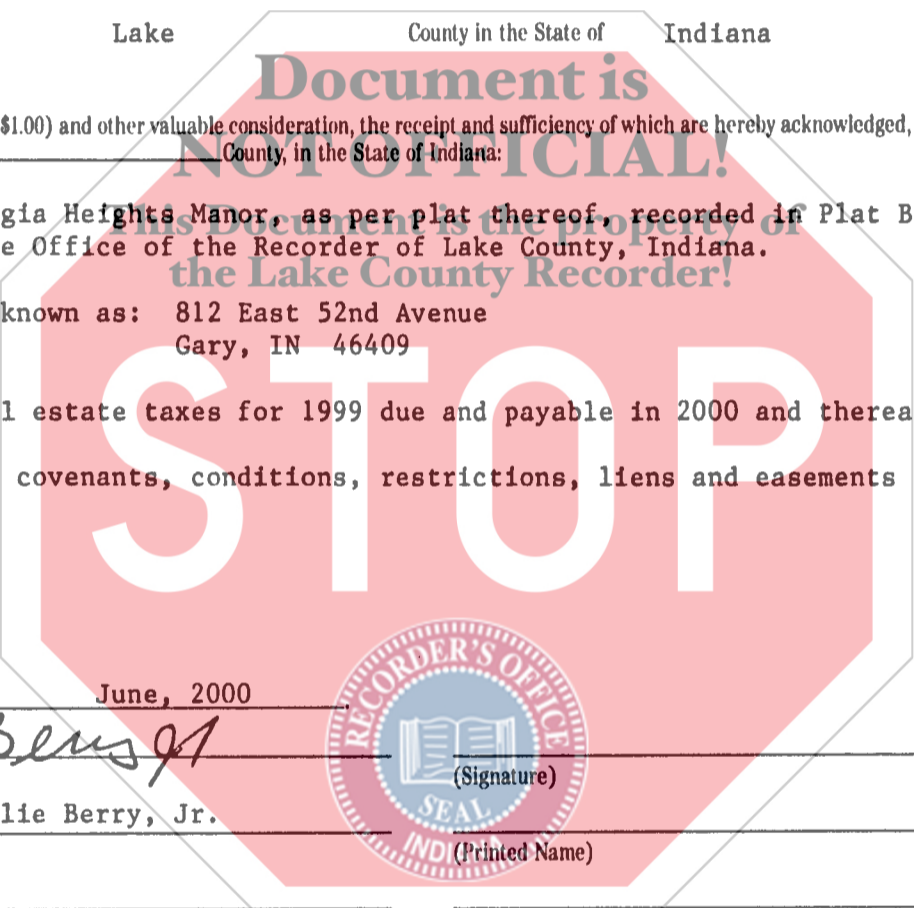 Lake County in the State of Indiana
Document is
$1.00) and other valuable consideration, the receipt and sufficiency of which are hereby acknowledged,
NOT OFFICIAL!
County, in the State of Indiana:
gia Heights Manor, as per plat thereof, recorded in Plat B
This Document is the property of
e Office of the Recorder of Lake County, Indiana.
the Lake County Recorder!
known as: 812 East 52nd Avenue
Gary, IN 46409
STOP
l estate taxes for 1999 due and payable in 2000 and therea
covenants, conditions, restrictions, liens and easements
RECORDER'S OFFICE
SEAL
INDIANA
June, 2000.
Berry Jr
(Signature)
lie Berry, Jr.
(Printed Name)